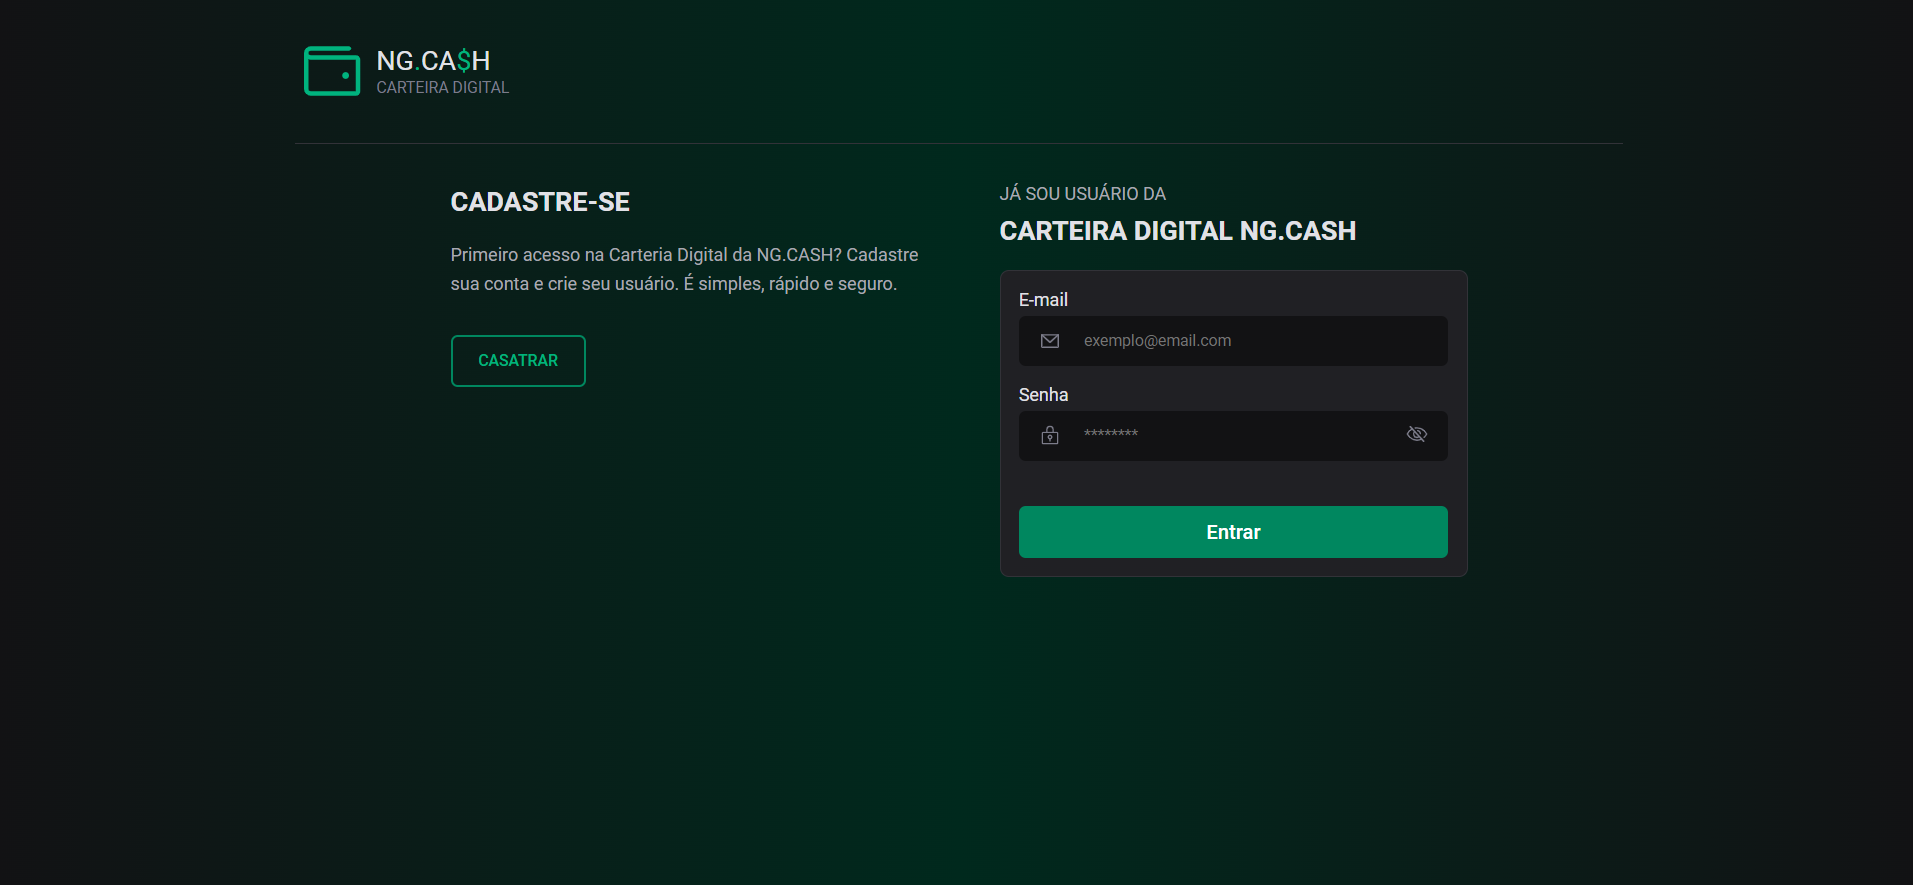 NG.CA$H
CARTEIRA DIGITAL
CADASTRE-SE
Primeiro acesso na Carteria Digital da NG.CASH? Cadastre
sua conta e crie seu usuário. É simples, rápido e seguro.
CASATRAR
JÁ SOU USUÁRIO DA
CARTEIRA DIGITAL NG.CASH
E-mail
exemplo@email.com
Senha
********
Entrar